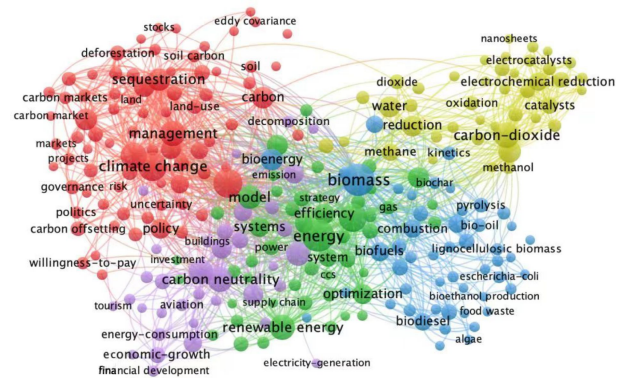 stocks
eddy covariance
nanosheets
deforestation
soil carbon
electrocatalysts
soil
sequestration
dioxide
electrochemical reduction
carbon markets
land
land-use
carbon
water
oxidation
catalysts
carbon market
decomposition
reduction
management
carbon-dioxide
markets
methane
kinetics
projects
bioenergy
climate change
emission
biomass
methanol
governance
risk
biochar
model
strategy
pyrolysis
uncertainty
gas
politics
efficiency
carbon offsetting
policy
systems
energy
combustion
bio-oil
buildings
power
biofuels
lignocellulosic biomass
willingness-to-pay
investment
system
ccs
escherichia-coli
carbon neutrality
optimization
bioethanol production
tourism
aviation
supply chain
food waste
energy-consumption
renewable energy
biodiesel
algae
economic-growth
electricity-generation
financial development